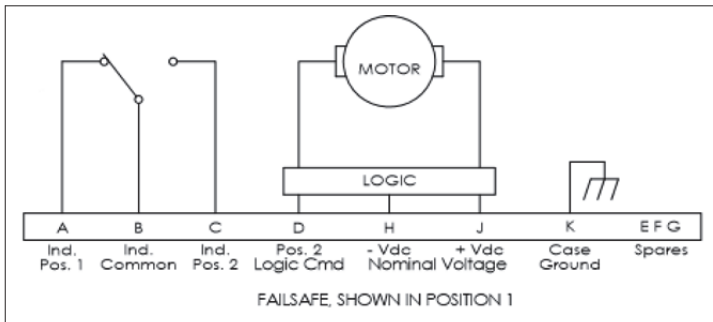 MOTOR
LOGIC
A B C D H J K E F G
Ind. Ind. Ind. Pos. 2 - Vdc + Vdc Case Spares
Pos. 1 Common Pos. 2 Logic Cmd Nominal Voltage Ground
FAILSAFE, SHOWN IN POSITION 1